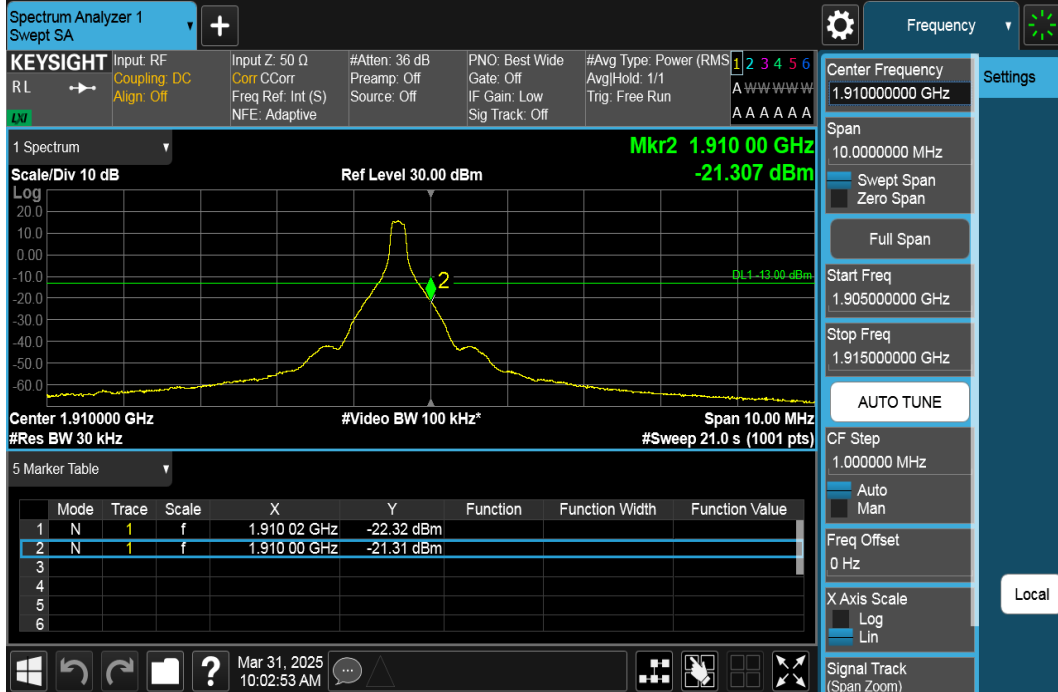 Spectrum Analyzer 1
Swept SA
Frequency
KEYSIGHT
RL
LXI
Input: RF
Coupling: DC
Align: Off
Input Z: 50 Ω
Corr CCorr
Freq Ref: Int (S)
NFE: Adaptive
#Atten: 36 dB
Preamp: Off
Source: Off
PNO: Best Wide
Gate: Off
IF Gain: Low
Sig Track: Off
#Avg Type: Power (RMS
Avg|Hold: 1/1
Trig: Free Run
1 2 3 4 5 6
A W W W W W
A A A A A A
1 Spectrum
Mkr2 1.910 00 GHz
-21.307 dBm
Scale/Div 10 dB
Ref Level 30.00 dBm
Log
20.0
10.0
0.00
-10.0
-20.0
-30.0
-40.0
-50.0
-60.0
2
DL1 -13.00 dBm
Center 1.910000 GHz
#Video BW 100 kHz*
Span 10.00 MHz
#Res BW 30 kHz
#Sweep 21.0 s (1001 pts)
5 Marker Table
Mode Trace Scale X Y Function Function Width Function Value
1 N 1 f 1.910 02 GHz -22.32 dBm
2 N 1 f 1.910 00 GHz -21.31 dBm
3
4
5
6
?
Mar 31, 2025
10:02:53 AM
Center Frequency
1.910000000 GHz
Settings
Span
10.0000000 MHz
Swept Span
Zero Span
Full Span
Start Freq
1.905000000 GHz
Stop Freq
1.915000000 GHz
AUTO TUNE
CF Step
1.000000 MHz
Auto
Man
Freq Offset
0 Hz
X Axis Scale
Log
Lin
Local
Signal Track
(Span Zoom)